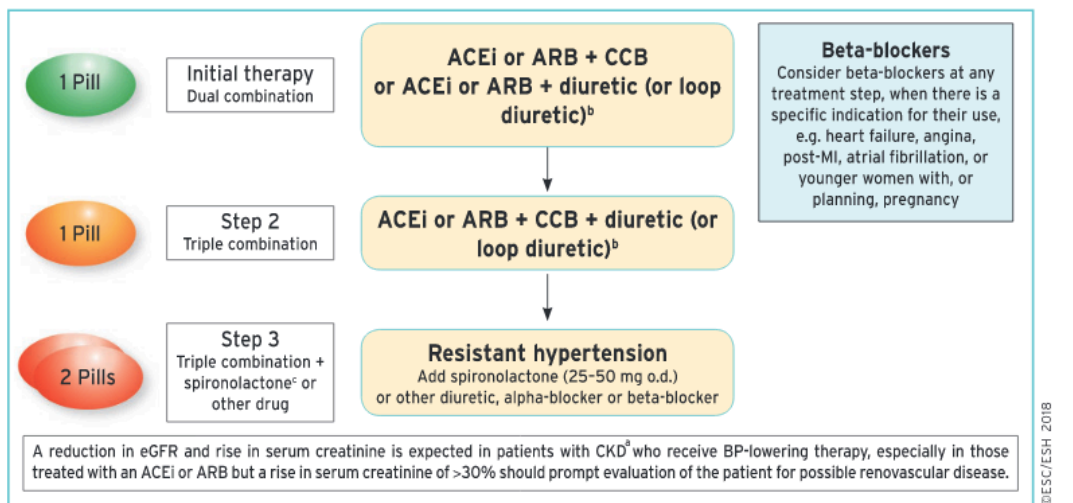 1 Pill
Initial therapy
Dual combination
ACEi or ARB + CCB
or ACEi or ARB + diuretic (or loop
diuretic)ᵇ
Beta-blockers
Consider beta-blockers at any
treatment step, when there is a
specific indication for their use,
e.g. heart failure, angina,
post-MI, atrial fibrillation, or
younger women with, or
planning, pregnancy
1 Pill
Step 2
Triple combination
ACEi or ARB + CCB + diuretic (or
loop diuretic)ᵇ
2 Pills
Step 3
Triple combination +
spironolactoneᶜ or
other drug
Resistant hypertension
Add spironolactone (25–50 mg o.d.)
or other diuretic, alpha-blocker or beta-blocker
A reduction in eGFR and rise in serum creatinine is expected in patients with CKDᵃ who receive BP-lowering therapy, especially in those
treated with an ACEi or ARB but a rise in serum creatinine of >30% should prompt evaluation of the patient for possible renovascular disease.
©ESC/ESH 2018